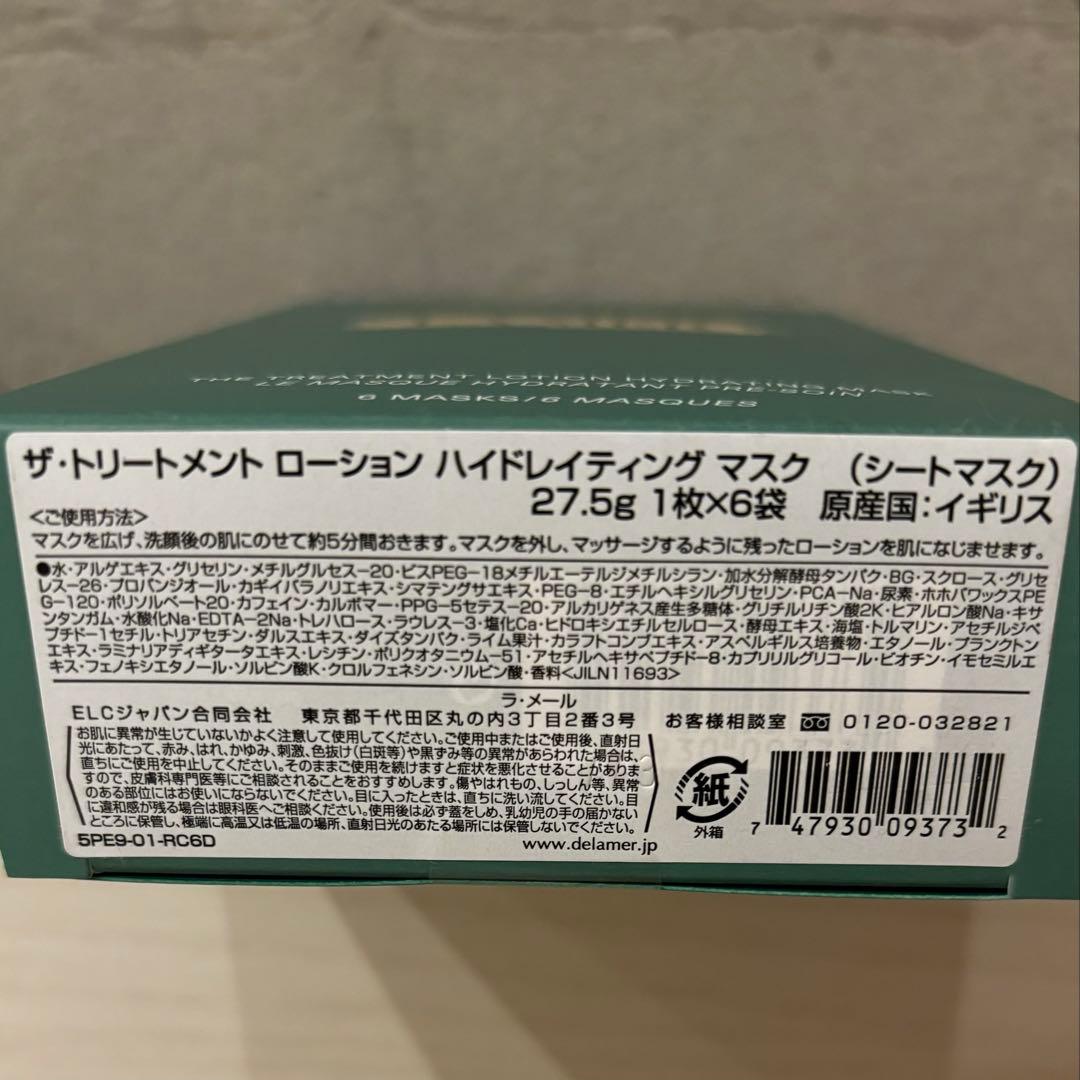 THE TREATMENT LOTION HYDRATING MASK
LE MASQUE HYDRATANT PRE-SOIN
6 MASKS/6 MASQUES
ザ・トリートメント ローション ハイドレイティング マスク (シートマスク)
27.5g 1枚×6袋 原産国:イギリス
<ご使用方法>
マスクを広げ、洗顔後の肌にのせて約5分間おきます。マスクを外し、マッサージするように残ったローションを肌になじませます。
●水・アルゲエキス・グリセリン・メチルグルセス-20・ビスPEG-18メチルエーテルジメチルシラン・加水分解酵母タンパク・BG・スクロース・グリセ
レス-26・プロパンジオール・カギイバラノリエキス・シマテングサエキス・PEG-8・エチルヘキシルグリセリン・PCA-Na・尿素・ホホバワックスPE
G-120・ポリソルベート20・カフェイン・カルボマー・PPG-5セテス-20・アルカリゲネス産生多糖体・グリチルリチン酸2K・ヒアルロン酸Na・キサ
ンタンガム・水酸化Na・EDTA-2Na・トレハロース・ラウレス-3・塩化Ca・ヒドロキシエチルセルロース・酵母エキス・海塩・トルマリン・アセチルジペ
プチド-1セチル・トリアセチン・ダルスエキス・ダイズタンパク・ライム果汁・カラフトコンブエキス・アスペルギルス培養物・エタノール・プランクトン
エキス・ラミナリアディギタータエキス・レシチン・ポリクオタニウム-51・アセチルヘキサペプチド-8・カプリリルグリコール・ビオチン・イモセミルエ
キス・フェノキシエタノール・ソルビン酸K・クロルフェネシン・ソルビン酸・香料<JILN11693>
ラ・メール
ELCジャパン合同会社 東京都千代田区丸の内3丁目2番3号 お客様相談室 0120-032821
お肌に異常が生じていないかよく注意して使用してください。ご使用中またはご使用後、直射日
光にあたって、赤み、はれ、かゆみ、刺激、色抜け(白斑等)や黒ずみ等の異常があらわれた場合は、
直ちにご使用を中止してください。そのままご使用を続けますと症状を悪化させることがありま
すので、皮膚科専門医等にご相談されることをおすすめします。傷やはれもの、しっしん等、異常
のある部位にはお使いにならないでください。目に入ったときは、直ちに洗い流してください。目
に違和感が残る場合は眼科医へご相談ください。使用後は必ず蓋をしめ、乳幼児の手の届かない
ところに保管し、極端に高温又は低温の場所、直射日光のあたる場所には保管しないでください。
5PE9-01-RC6D
紙
外箱
7 47930 09373 2
www.delamer.jp